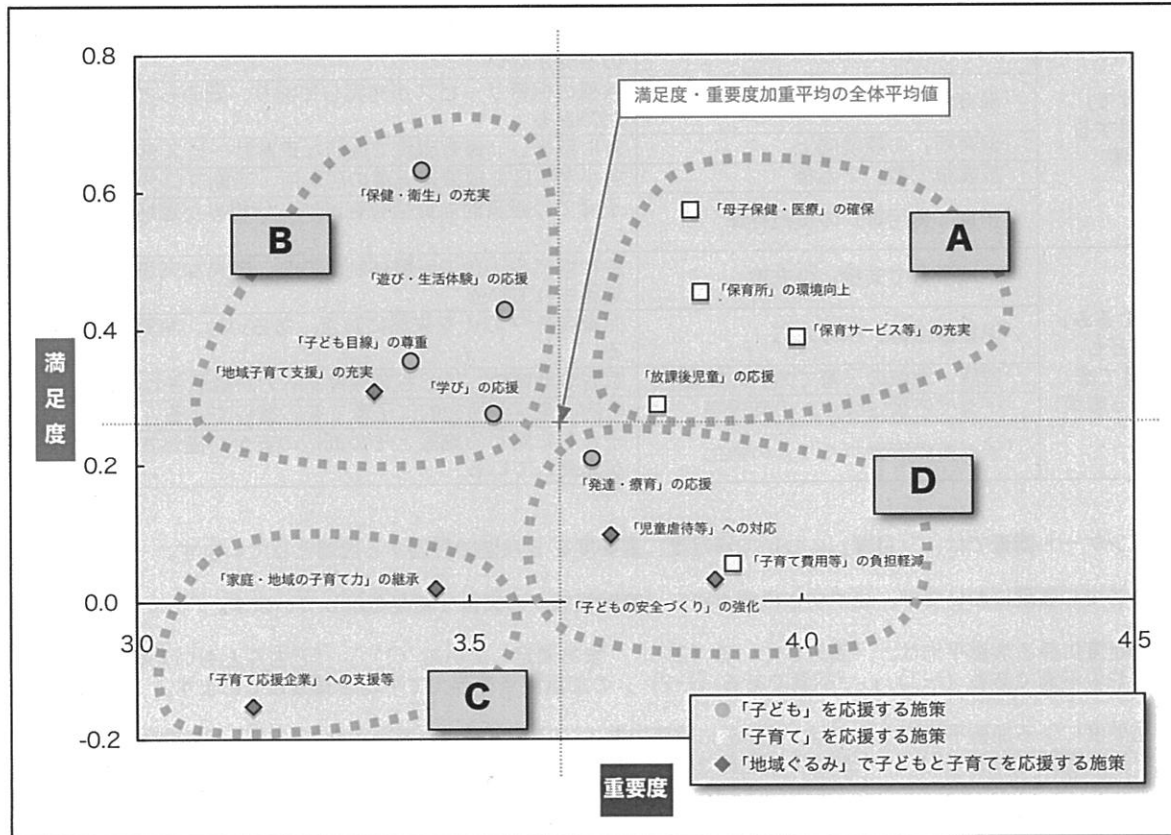 0.8
満足度・重要度加重平均の全体平均値
0.6
「保健・衛生」の充実
「母子保健・医療」の確保
B
A
「遊び・生活体験」の応援
「保育所」の環境向上
0.4
「子ども目線」の尊重
「保育サービス等」の充実
満足度
「地域子育て支援」の充実
「学び」の応援
「放課後児童」の応援
0.2
「発達・療育」の応援
D
「児童虐待等」への対応
「家庭・地域の子育て力」の継承
「子育て費用等」の負担軽減
0.0
「子どもの安全づくり」の強化
3.0
3.5
4.0
4.5
「子育て応援企業」への支援等
C
「子ども」を応援する施策
「子育て」を応援する施策
「地域ぐるみ」で子どもと子育てを応援する施策
-0.2
重要度